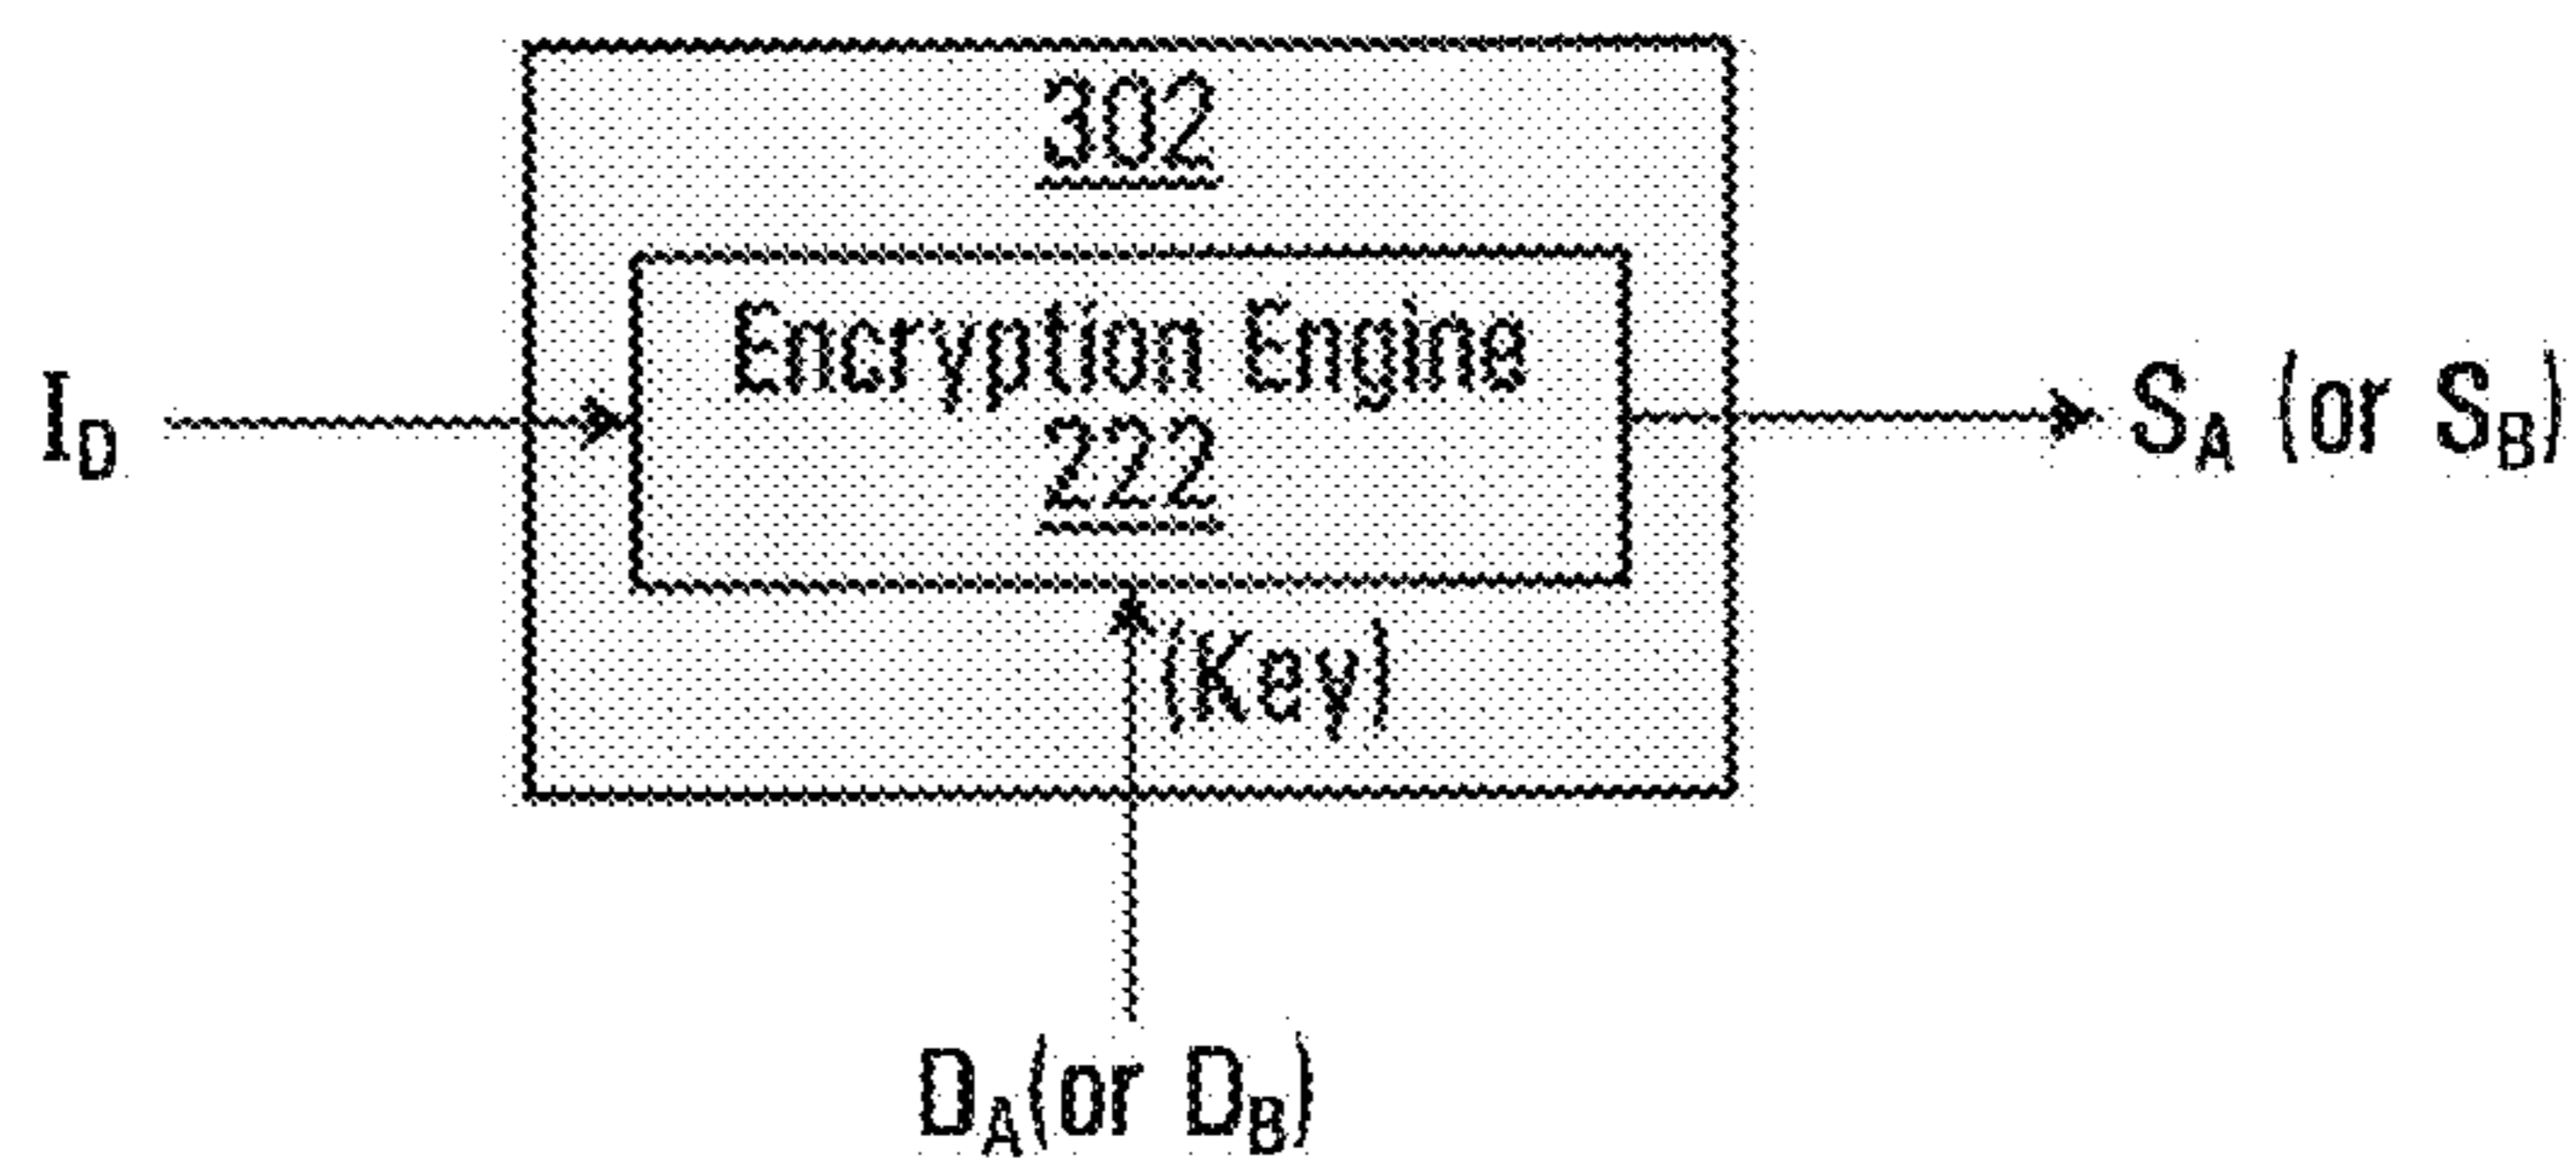 302
Encryption Engine
222
I_D
S_A (or S_B)
(Key)
D_A(or D_B)